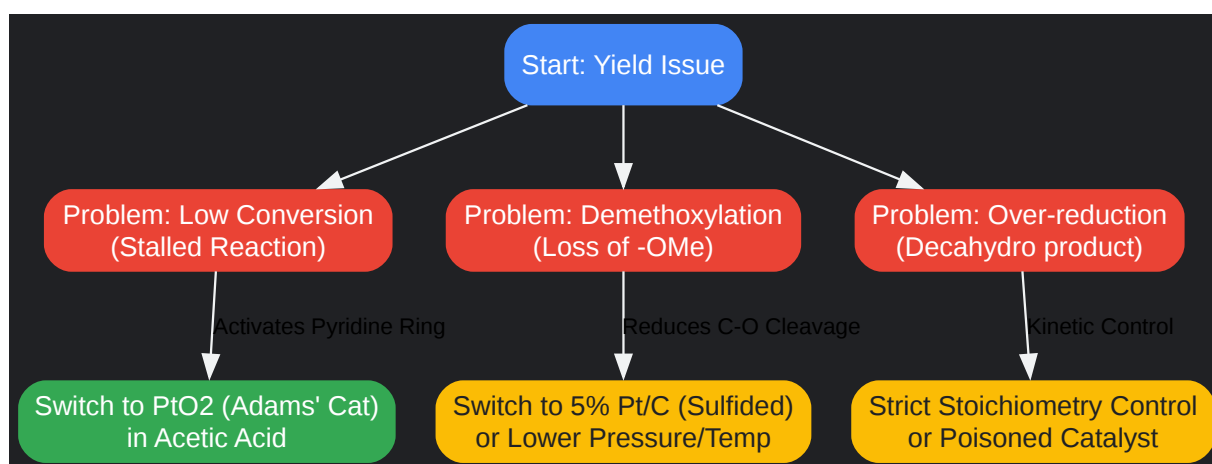 Start: Yield Issue
Problem: Low Conversion
(Stalled Reaction)
Problem: Demethoxylation
(Loss of -OMe)
Problem: Over-reduction
(Decahydro product)
Activates Pyridine Ring
Reduces C-O Cleavage
Kinetic Control
Switch to PtO2 (Adams' Cat)
in Acetic Acid
Switch to 5% Pt/C (Sulfided)
or Lower Pressure/Temp
Strict Stoichiometry Control
or Poisoned Catalyst